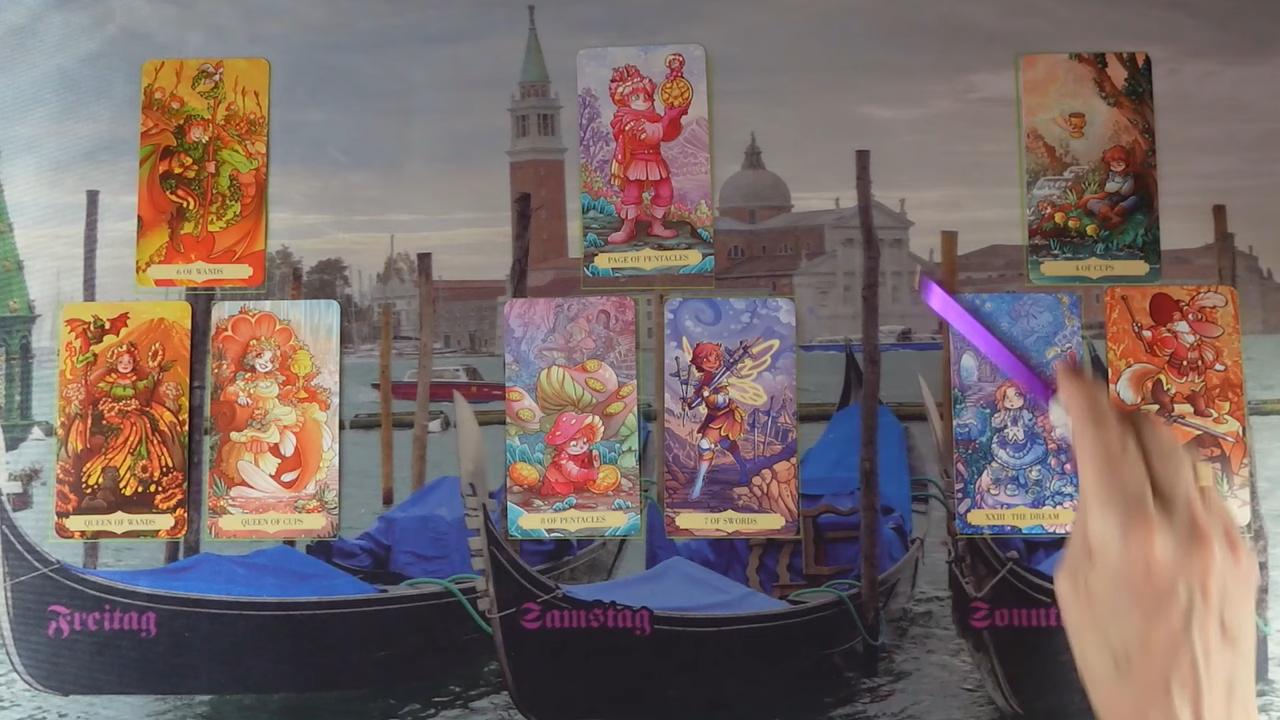 6 OF WANDS
PAGE OF PENTACLES
4 OF CUPS
QUEEN OF WANDS
QUEEN OF CUPS
8 OF PENTACLES
7 OF SWORDS
XXIII · THE DREAM
Freitag
Samstag